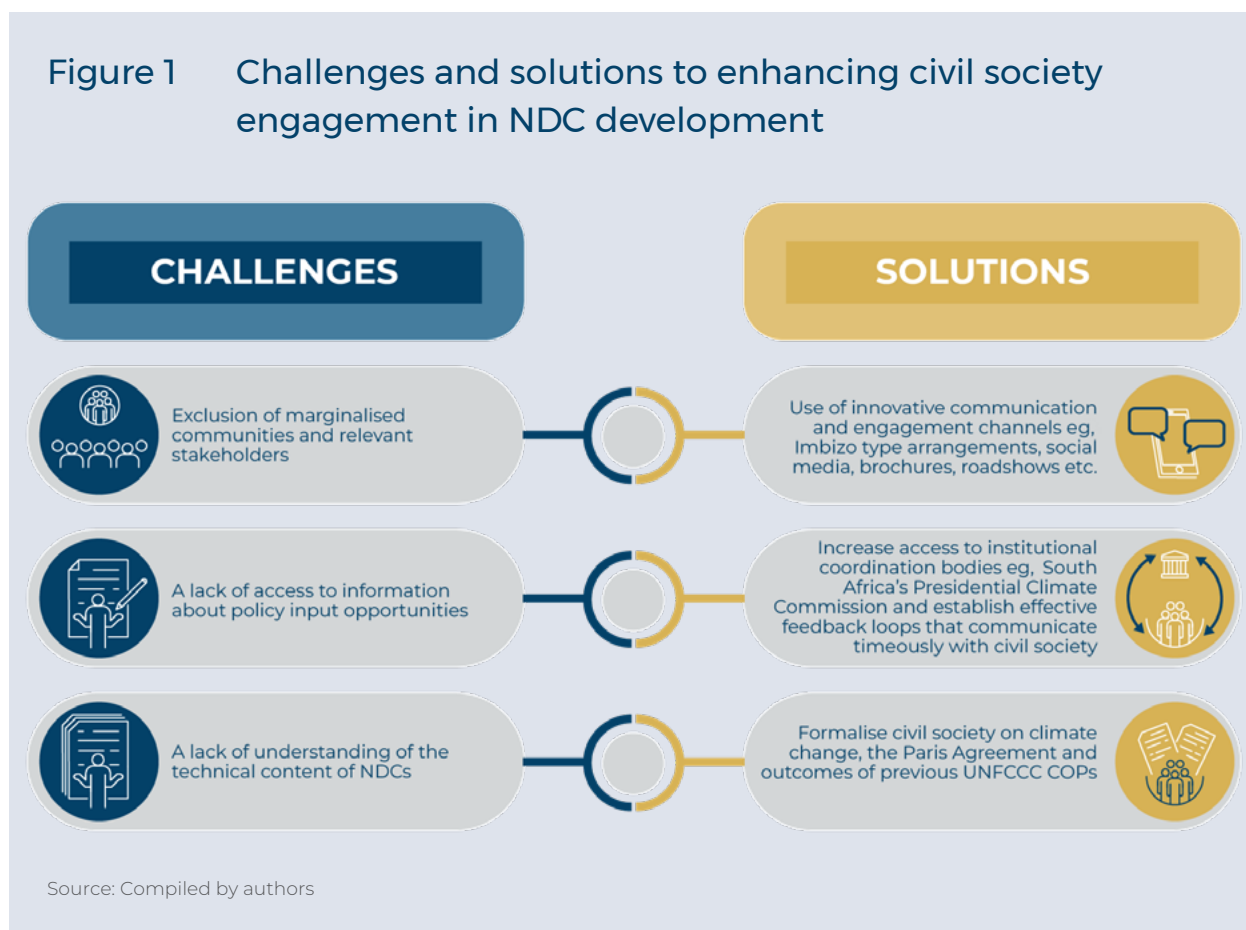 Figure 1 Challenges and solutions to enhancing civil society
engagement in NDC development
CHALLENGES
SOLUTIONS
Exclusion of marginalised
communities and relevant
stakeholders
Use of innovative communication
and engagement channels eg,
Imbizo type arrangements, social
media, brochures, roadshows etc.
A lack of access to information
about policy input opportunities
Increase access to institutional
coordination bodies eg, South
Africa's Presidential Climate
Commission and establish effective
feedback loops that communicate
timeously with civil society
A lack of understanding of the
technical content of NDCs
Formalise civil society on climate
change, the Paris Agreement and
outcomes of previous UNFCCC COPs
Source: Compiled by authors